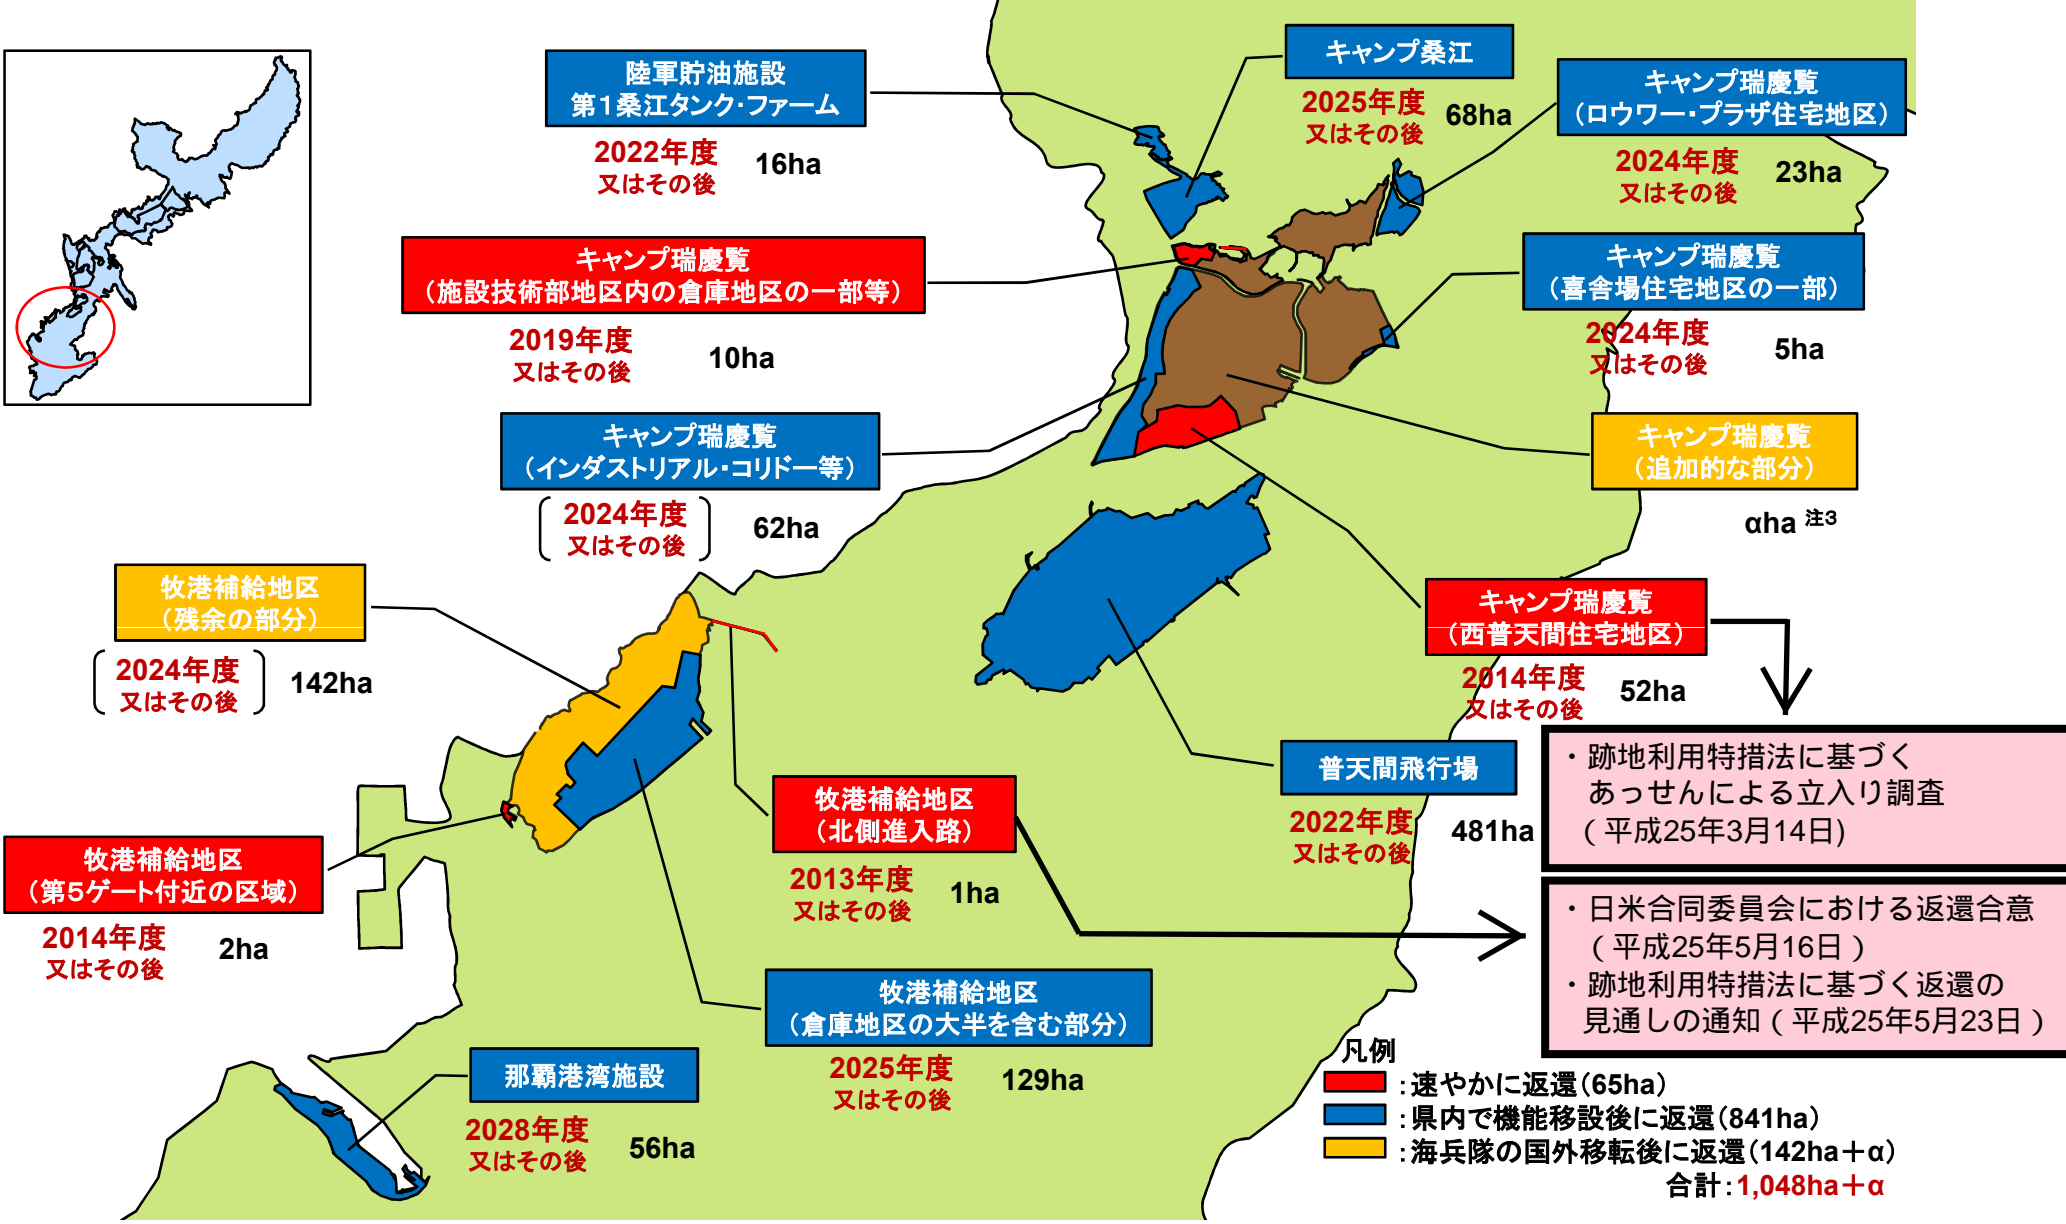 陸軍貯油施設
第1桑江タンク・ファーム
2022年度
又はその後
16ha
キャンプ桑江
2025年度
又はその後
68ha
キャンプ瑞慶覧
（ロウワー・プラザ住宅地区）
2024年度
又はその後
23ha
キャンプ瑞慶覧
（施設技術部地区内の倉庫地区の一部等）
2019年度
又はその後
10ha
キャンプ瑞慶覧
（喜舎場住宅地区の一部）
2024年度
又はその後
5ha
キャンプ瑞慶覧
（インダストリアル・コリドー等）
2024年度
又はその後
62ha
キャンプ瑞慶覧
（追加的な部分）
αha 注3
牧港補給地区
（残余の部分）
2024年度
又はその後
142ha
キャンプ瑞慶覧
（西普天間住宅地区）
2014年度
又はその後
52ha
普天間飛行場
2022年度
又はその後
481ha
・跡地利用特措法に基づく
あっせんによる立入り調査
（平成25年3月14日)
牧港補給地区
（北側進入路）
2013年度
又はその後
1ha
牧港補給地区
（第5ゲート付近の区域）
2014年度
又はその後
2ha
・日米合同委員会における返還合意
（平成25年5月16日）
・跡地利用特措法に基づく返還の
見通しの通知（平成25年5月23日）
牧港補給地区
（倉庫地区の大半を含む部分）
2025年度
又はその後
129ha
那覇港湾施設
2028年度
又はその後
56ha
凡例
：速やかに返還（65ha）
：県内で機能移設後に返還（841ha）
：海兵隊の国外移転後に返還（142ha＋α）
合計：1,048ha＋α